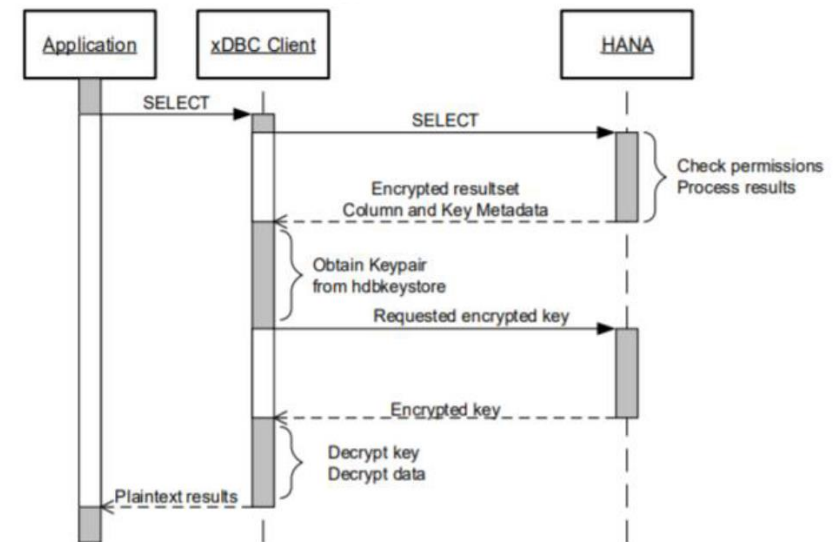 Application
xDBC Client
HANA
SELECT
SELECT
Check permissions
Process results
Encrypted resultset
Column and Key Metadata
Obtain Keypair
from hdbkeystore
Requested encrypted key
Encrypted key
Decrypt key
Decrypt data
Plaintext results